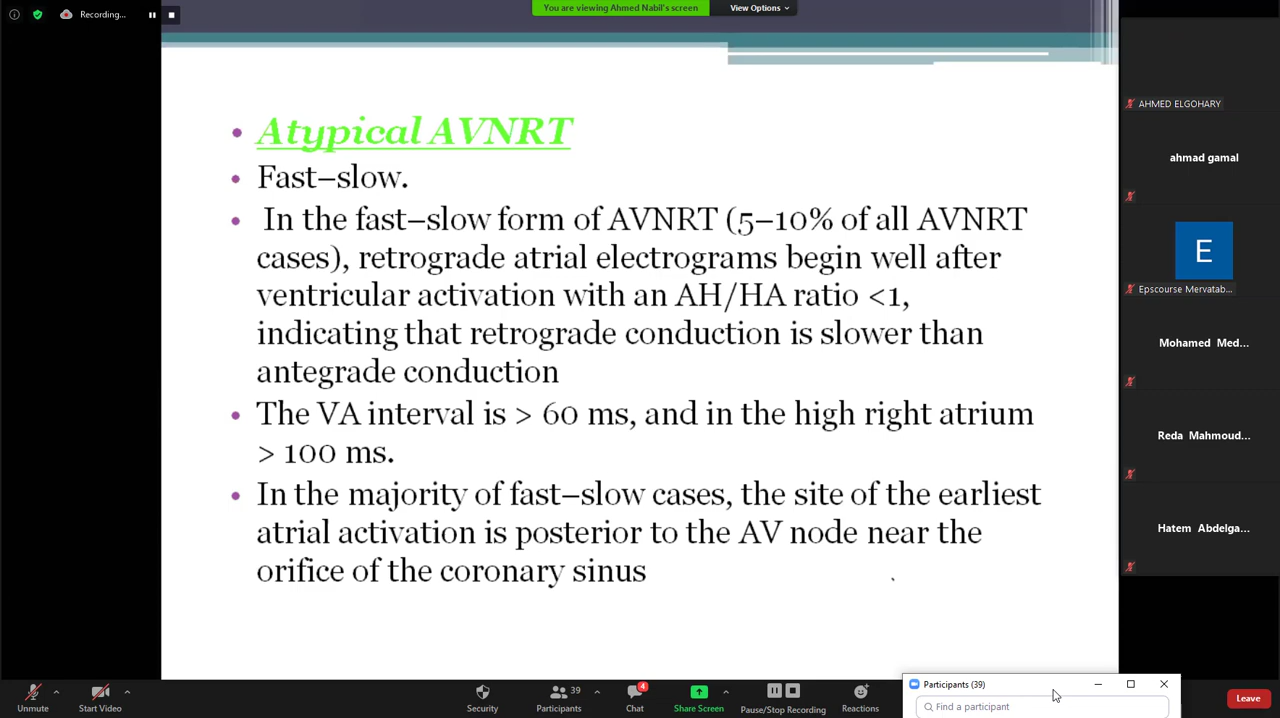 Recording...
You are viewing Ahmed Nabil's screen
View Options
• Atypical AVNRT
• Fast–slow.
• In the fast–slow form of AVNRT (5–10% of all AVNRT
cases), retrograde atrial electrograms begin well after
ventricular activation with an AH/HA ratio <1,
indicating that retrograde conduction is slower than
antegrade conduction
• The VA interval is > 60 ms, and in the high right atrium
> 100 ms.
• In the majority of fast–slow cases, the site of the earliest
atrial activation is posterior to the AV node near the
orifice of the coronary sinus
AHMED ELGOHARY
ahmad gamal
E
Epscourse Mervatab...
Mohamed Med...
Reda Mahmoud...
Hatem Abdelga...
Participants (39)
Find a participant
Unmute
Start Video
Security
39
Participants
4
Chat
Share Screen
Pause/Stop Recording
Reactions
Leave